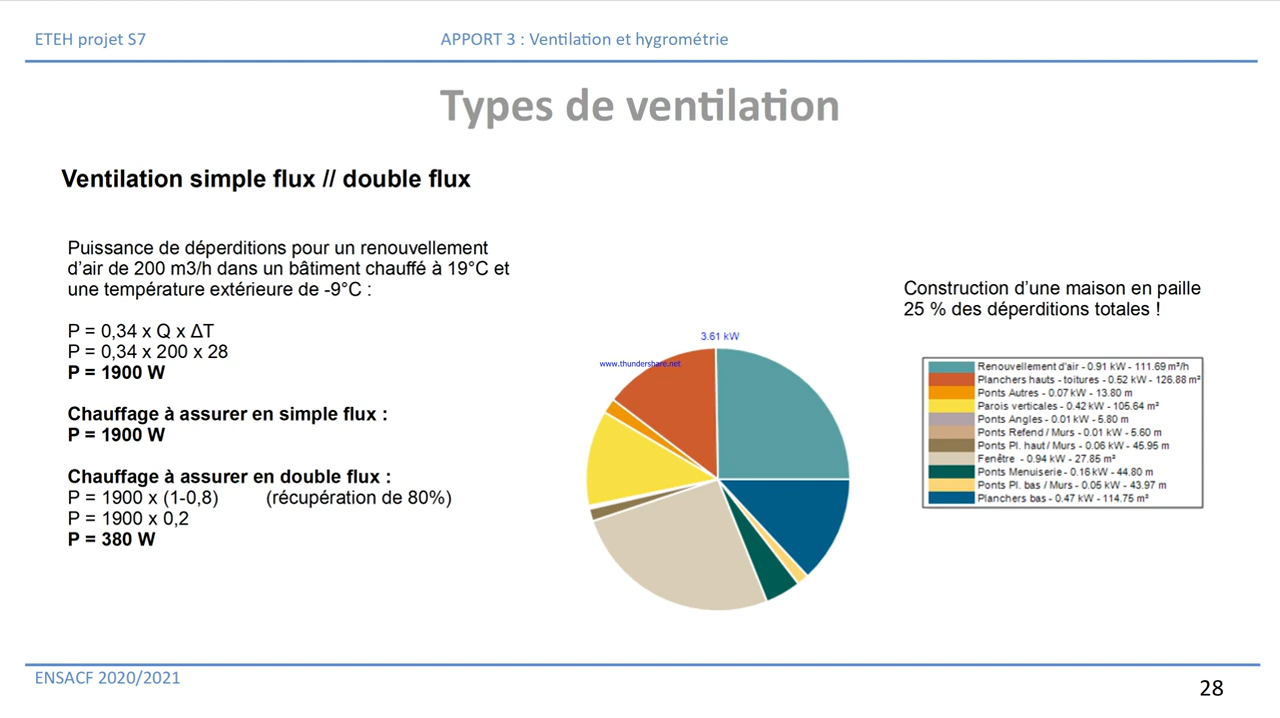 ETEH projet S7
APPORT 3 : Ventilation et hygrométrie
Types de ventilation
Ventilation simple flux // double flux
Puissance de déperditions pour un renouvellement
d’air de 200 m3/h dans un bâtiment chauffé à 19°C et
une température extérieure de -9°C :
P = 0,34 x Q x ΔT
P = 0,34 x 200 x 28
P = 1900 W
Chauffage à assurer en simple flux :
P = 1900 W
Chauffage à assurer en double flux :
P = 1900 x (1-0,8) (récupération de 80%)
P = 1900 x 0,2
P = 380 W
3.61 kW
www.thundershare.net
Construction d’une maison en paille
25 % des déperditions totales !
Renouvellement d'air - 0.91 kW - 111.69 m³/h
Planchers hauts - toitures - 0.52 kW - 126.88 m²
Ponts Autres - 0.07 kW - 13.80 m
Parois verticales - 0.42 kW - 105.64 m²
Ponts Angles - 0.01 kW - 5.80 m
Ponts Refend / Murs - 0.01 kW - 5.60 m
Ponts Pl. haut / Murs - 0.06 kW - 45.95 m
Fenêtre - 0.94 kW - 27.85 m²
Ponts Menuiserie - 0.16 kW - 44.80 m
Ponts Pl. bas / Murs - 0.05 kW - 43.97 m
Planchers bas - 0.47 kW - 114.75 m²
ENSACF 2020/2021
28